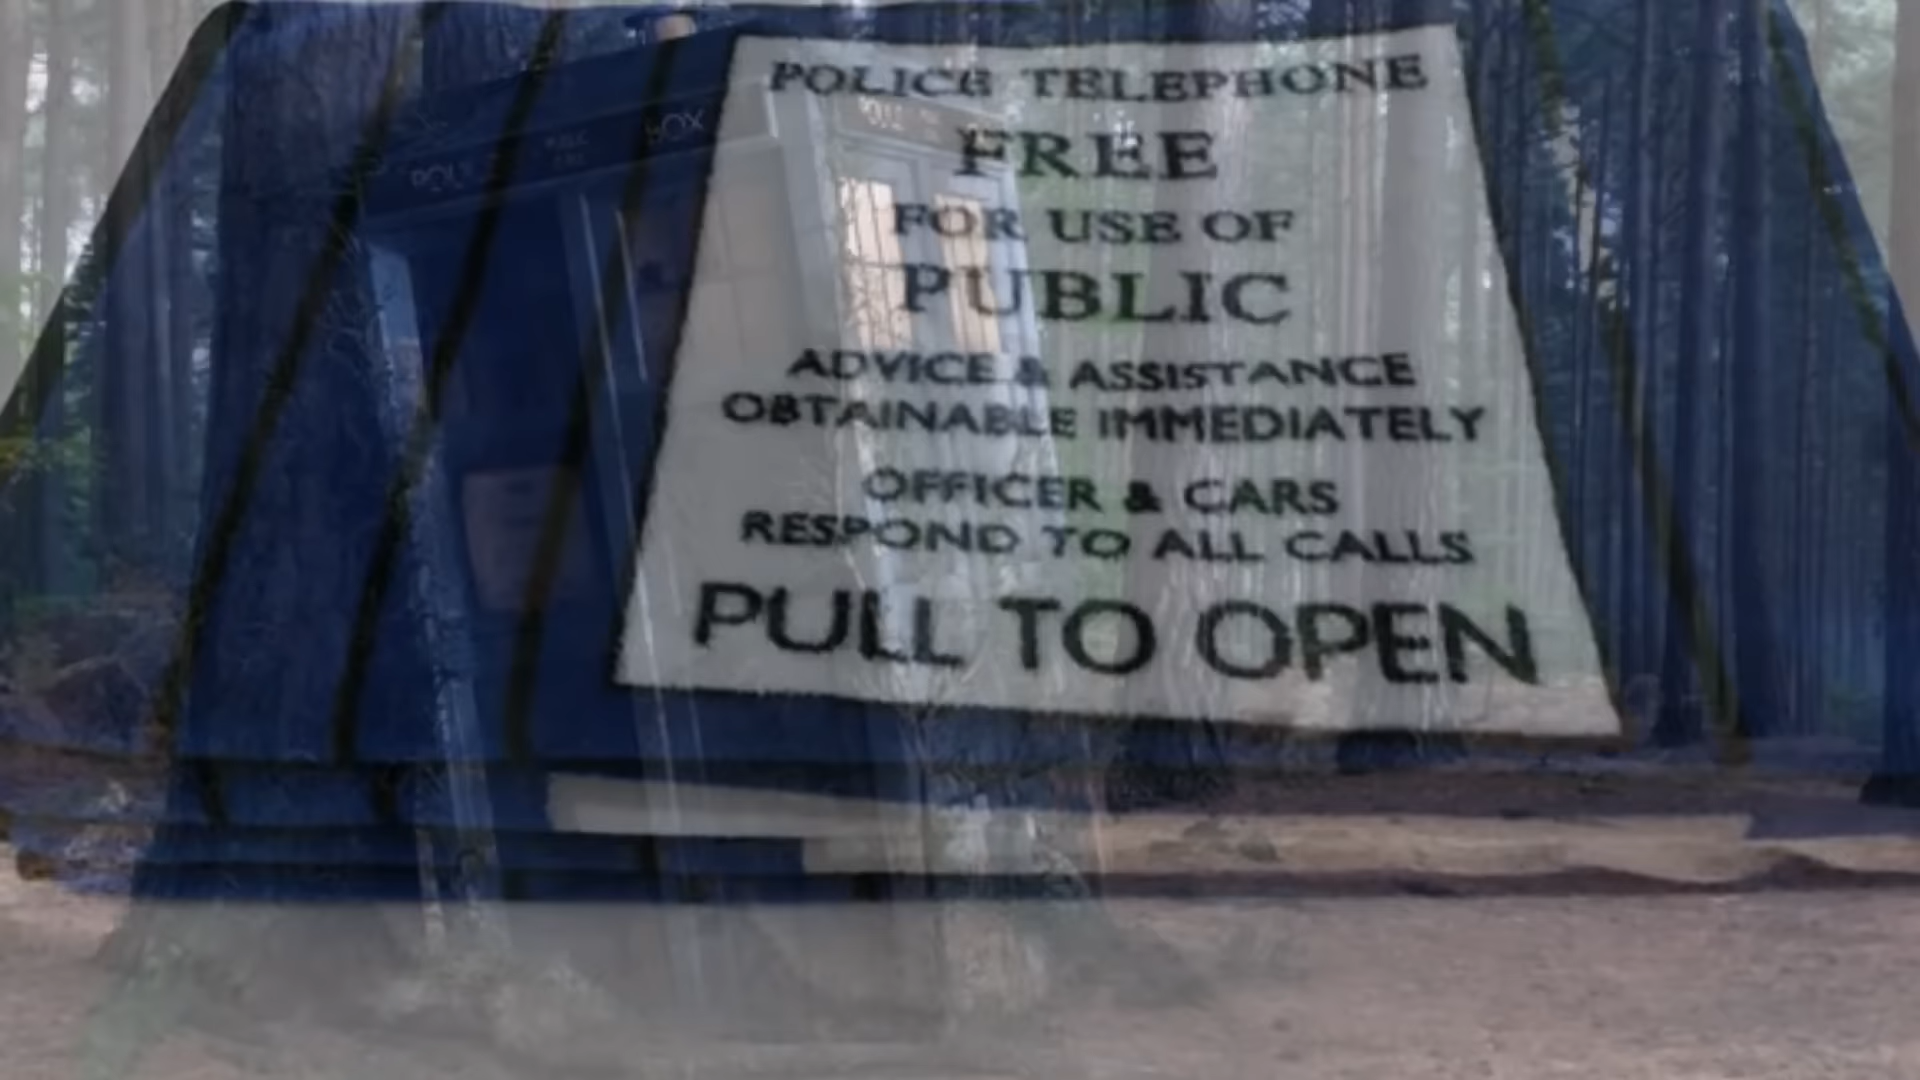 POLICE TELEPHONE
FREE
FOR USE OF
PUBLIC
ADVICE & ASSISTANCE
OBTAINABLE IMMEDIATELY
OFFICER & CARS
RESPOND TO ALL CALLS
PULL TO OPEN
BOX